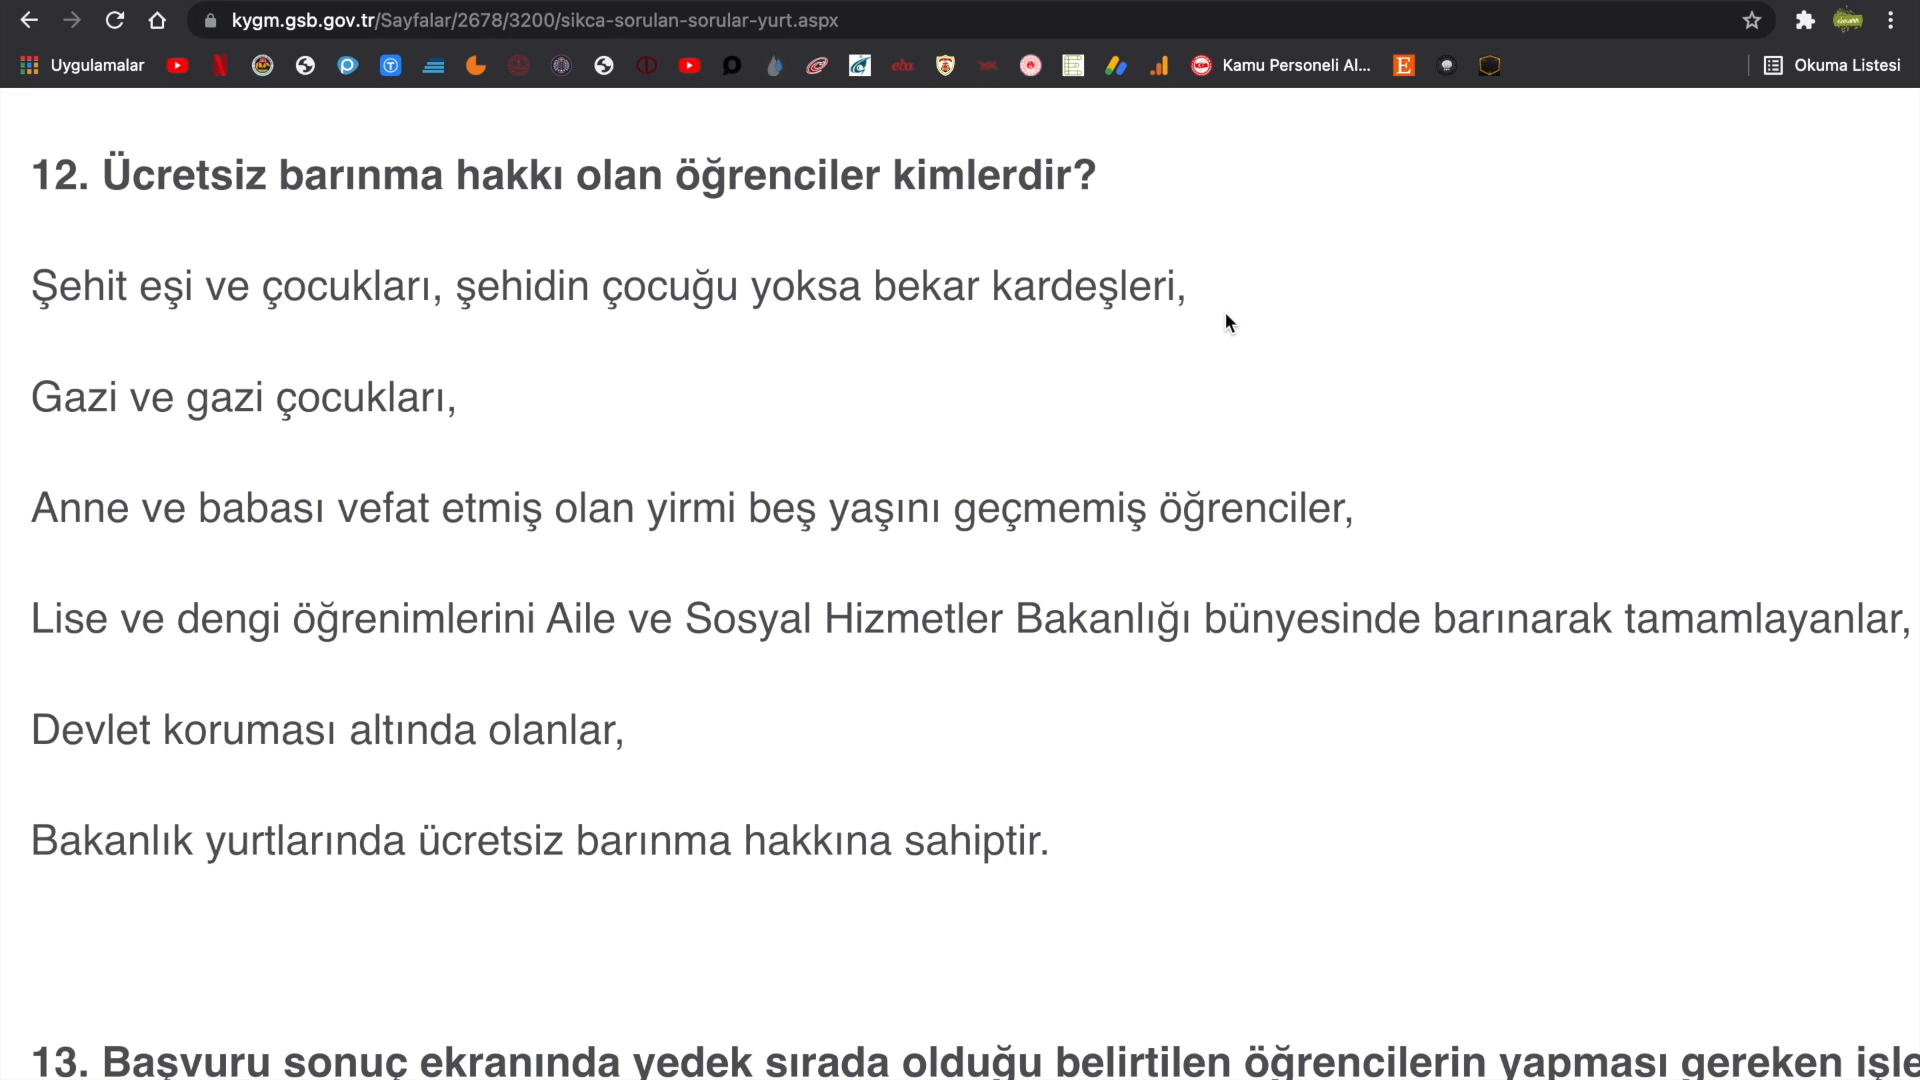 kygm.gsb.gov.tr/Sayfalar/2678/3200/sikca-sorulan-sorular-yurt.aspx
Uygulamalar
Kamu Personeli Al...
E
Okuma Listesi
12. Ücretsiz barınma hakkı olan öğrenciler kimlerdir?
Şehit eşi ve çocukları, şehidin çocuğu yoksa bekar kardeşleri,
Gazi ve gazi çocukları,
Anne ve babası vefat etmiş olan yirmi beş yaşını geçmemiş öğrenciler,
Lise ve dengi öğrenimlerini Aile ve Sosyal Hizmetler Bakanlığı bünyesinde barınarak tamamlayanlar,
Devlet koruması altında olanlar,
Bakanlık yurtlarında ücretsiz barınma hakkına sahiptir.
13. Başvuru sonuç ekranında yedek sırada olduğu belirtilen öğrencilerin yapması gereken işle